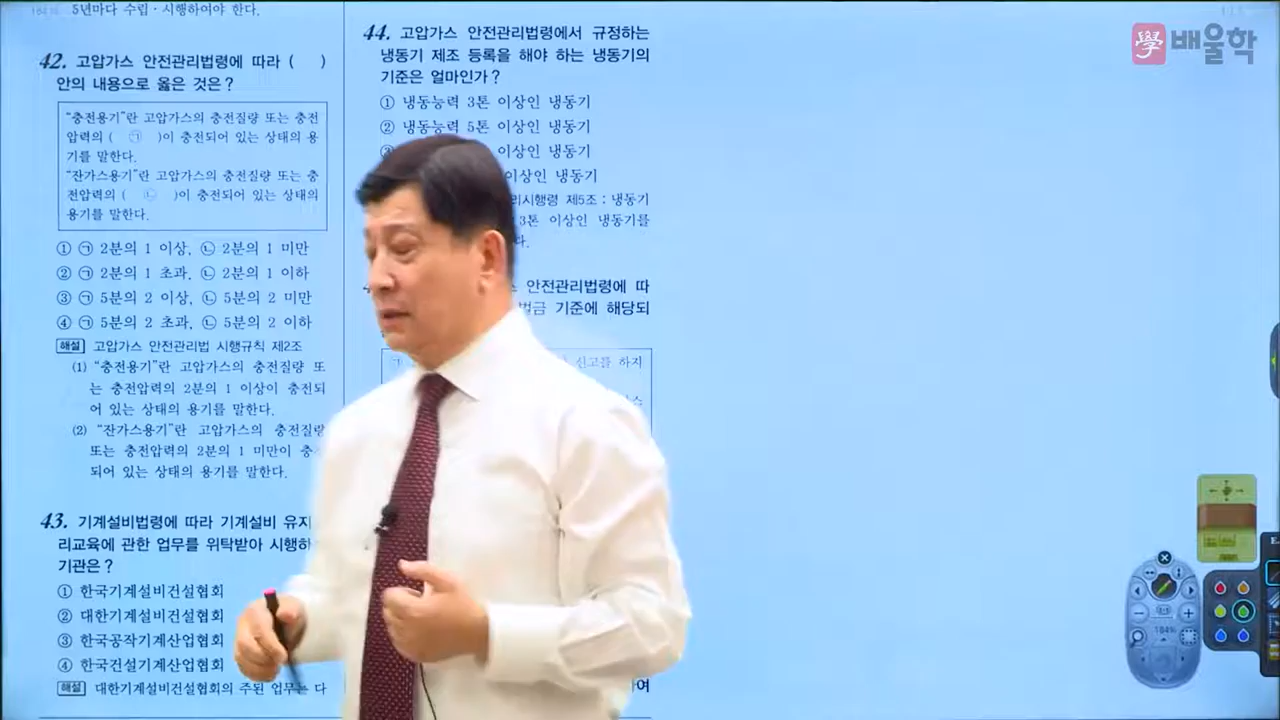 5년마다 수립·시행하여야 한다.
42. 고압가스 안전관리법령에 따라 ( )
안의 내용으로 옳은 것은?
"충전용기"란 고압가스의 충전질량 또는 충전
압력의 ( ㉠ )이 충전되어 있는 상태의 용
기를 말한다.
"잔가스용기"란 고압가스의 충전질량 또는 충
전압력의 ( ㉡ )이 충전되어 있는 상태의
용기를 말한다.
① ㉠ 2분의 1 이상, ㉡ 2분의 1 미만
② ㉠ 2분의 1 초과, ㉡ 2분의 1 이하
③ ㉠ 5분의 2 이상, ㉡ 5분의 2 미만
④ ㉠ 5분의 2 초과, ㉡ 5분의 2 이하
해설 고압가스 안전관리법 시행규칙 제2조
(1) "충전용기"란 고압가스의 충전질량 또
는 충전압력의 2분의 1 이상이 충전되
어 있는 상태의 용기를 말한다.
(2) "잔가스용기"란 고압가스의 충전질량
또는 충전압력의 2분의 1 미만이 충
되어 있는 상태의 용기를 말한다.
43. 기계설비법령에 따라 기계설비 유지
리교육에 관한 업무를 위탁받아 시행하
기관은?
① 한국기계설비건설협회
② 대한기계설비건설협회
③ 한국공작기계산업협회
④ 한국건설기계산업협회
해설 대한기계설비건설협회의 주된 업무는 다
44. 고압가스 안전관리법령에서 규정하는
냉동기 제조 등록을 해야 하는 냉동기의
기준은 얼마인가?
① 냉동능력 3톤 이상인 냉동기
② 냉동능력 5톤 이상인 냉동기
이상인 냉동기
이상인 냉동기
리시행령 제5조 : 냉동기
3톤 이상인 냉동기를
다.
안전관리법령에 따
벌금 기준에 해당되
신고를 하지
여
學 배울학
184%